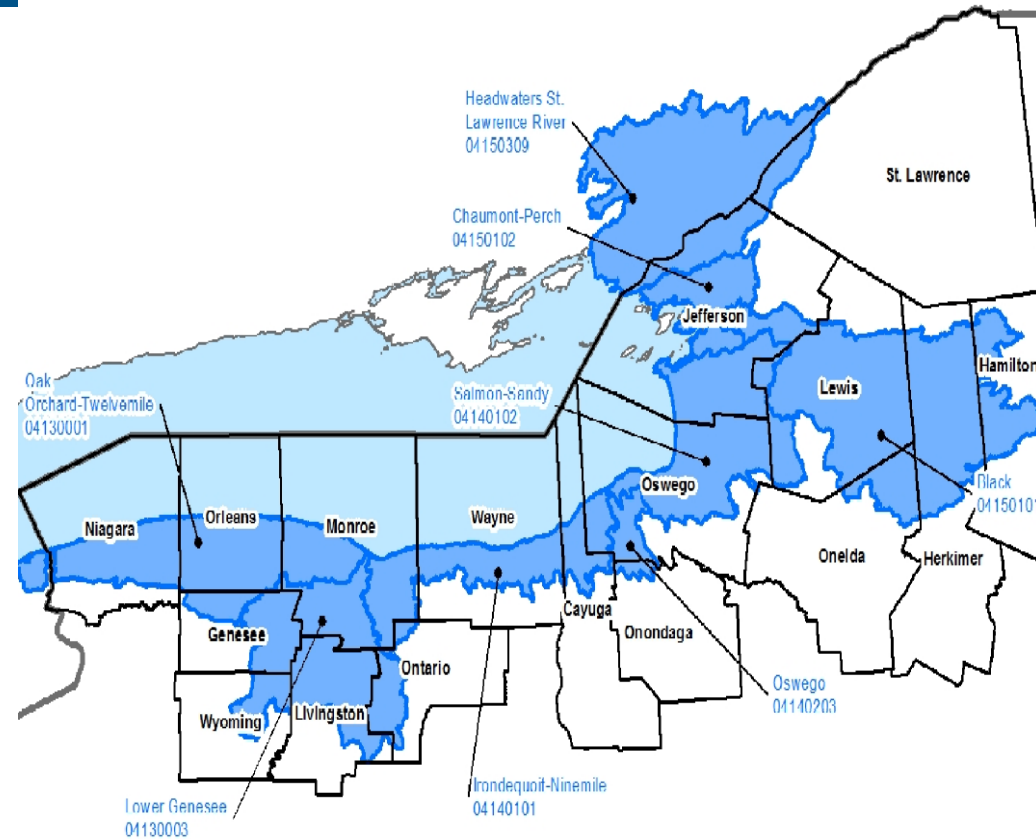 Headwaters St.
Lawrence River
04150309
St. Lawrence
Chaumont-Perch
04150102
Jefferson
Hamilton
Oak
Orchard-Twelvemile
04130001
Salmon-Sandy
04140102
Lewis
Black
04150101
Oswego
Niagara
Orleans
Monroe
Wayne
Oneida
Herkimer
Cayuga
Onondaga
Genesee
Ontario
Oswego
04140203
Wyoming
Livingston
Irondequoit-Ninemile
04140101
Lower Genesee
04130003